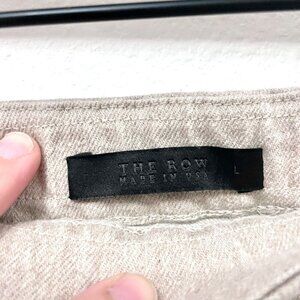 THE ROW
MADE IN USA
L